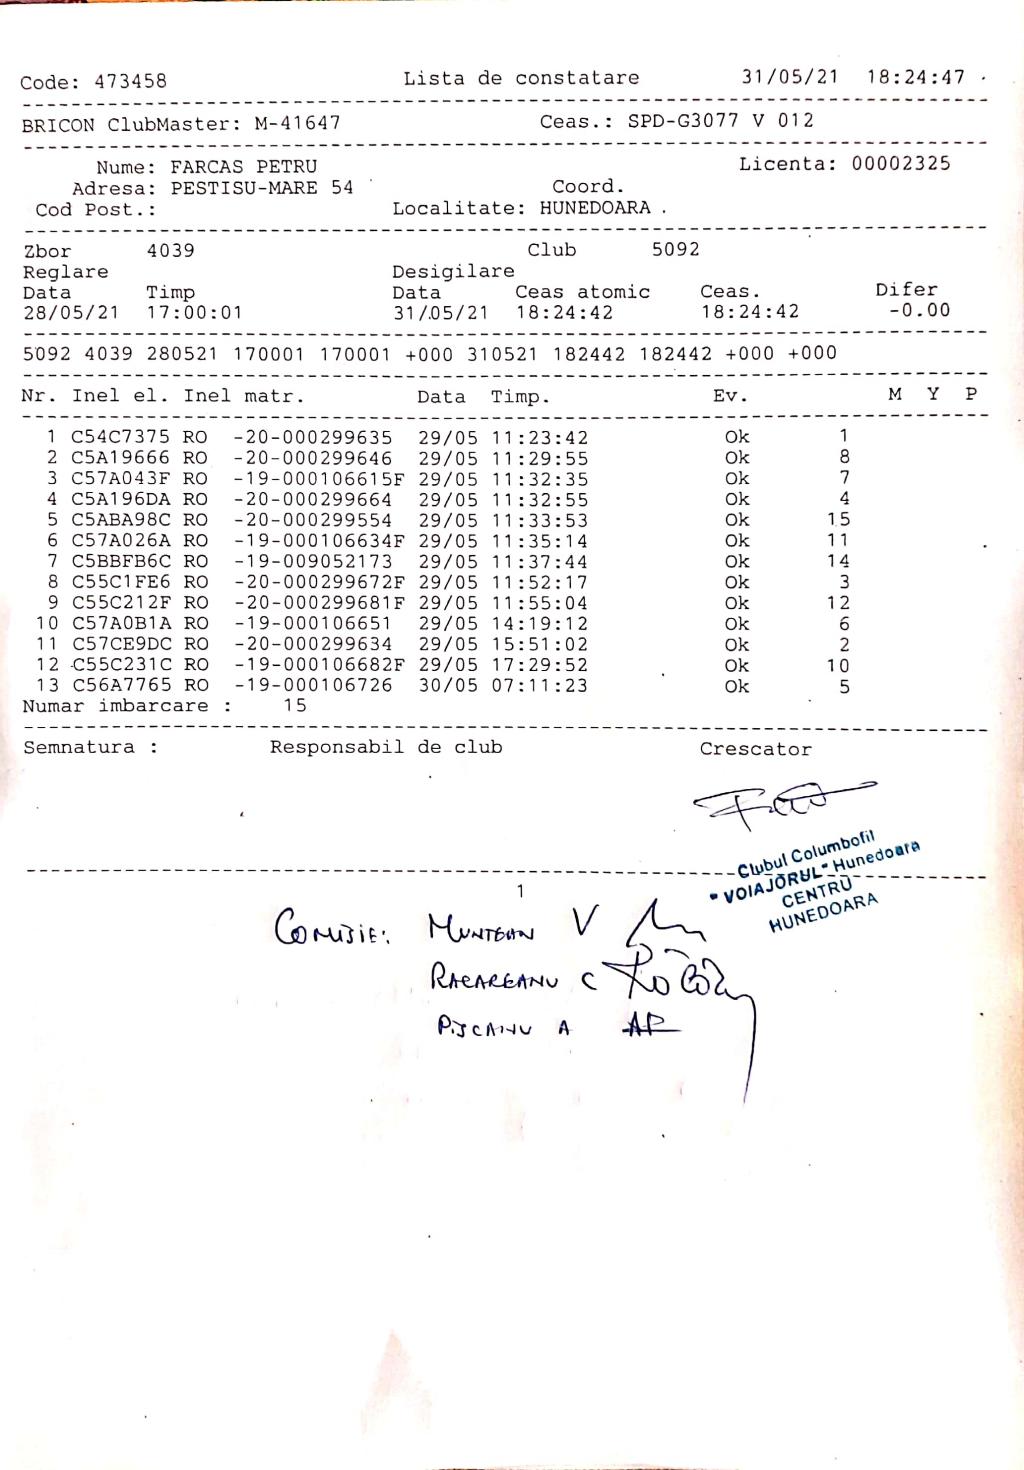 Code: 473458 Lista de constatare 31/05/21 18:24:47
BRICON ClubMaster: M-41647 Ceas.: SPD-G3077 V 012
Nume: FARCAS PETRU Licenta: 00002325
Adresa: PESTISU-MARE 54 Coord.
Cod Post.: Localitate: HUNEDOARA
Zbor 4039 Club 5092
Reglare Desigilare
Data Timp Data Ceas atomic Ceas. Difer
28/05/21 17:00:01 31/05/21 18:24:42 18:24:42 -0.00
5092 4039 280521 170001 170001 +000 310521 182442 182442 +000 +000
Nr. Inel el. Inel matr. Data Timp. Ev. M Y P
1 C54C7375 RO -20-000299635 29/05 11:23:42 Ok 1
2 C5A19666 RO -20-000299646 29/05 11:29:55 Ok 8
3 C57A043F RO -19-000106615F 29/05 11:32:35 Ok 7
4 C5A196DA RO -20-000299664 29/05 11:32:55 Ok 4
5 C5ABA98C RO -20-000299554 29/05 11:33:53 Ok 15
6 C57A026A RO -19-000106634F 29/05 11:35:14 Ok 11
7 C5BBFB6C RO -19-009052173 29/05 11:37:44 Ok 14
8 C55C1FE6 RO -20-000299672F 29/05 11:52:17 Ok 3
9 C55C212F RO -20-000299681F 29/05 11:55:04 Ok 12
10 C57A0B1A RO -19-000106651 29/05 14:19:12 Ok 6
11 C57CE9DC RO -20-000299634 29/05 15:51:02 Ok 2
12 C55C231C RO -19-000106682F 29/05 17:29:52 Ok 10
13 C56A7765 RO -19-000106726 30/05 07:11:23 Ok 5
Numar imbarcare : 15
Semnatura : Responsabil de club Crescator
Clubul Columbofil
"VOIAJORUL" Hunedoara
CENTRU
HUNEDOARA
1
COMISIE: MUNTEAN V
RACAREANU C
PISCANU A